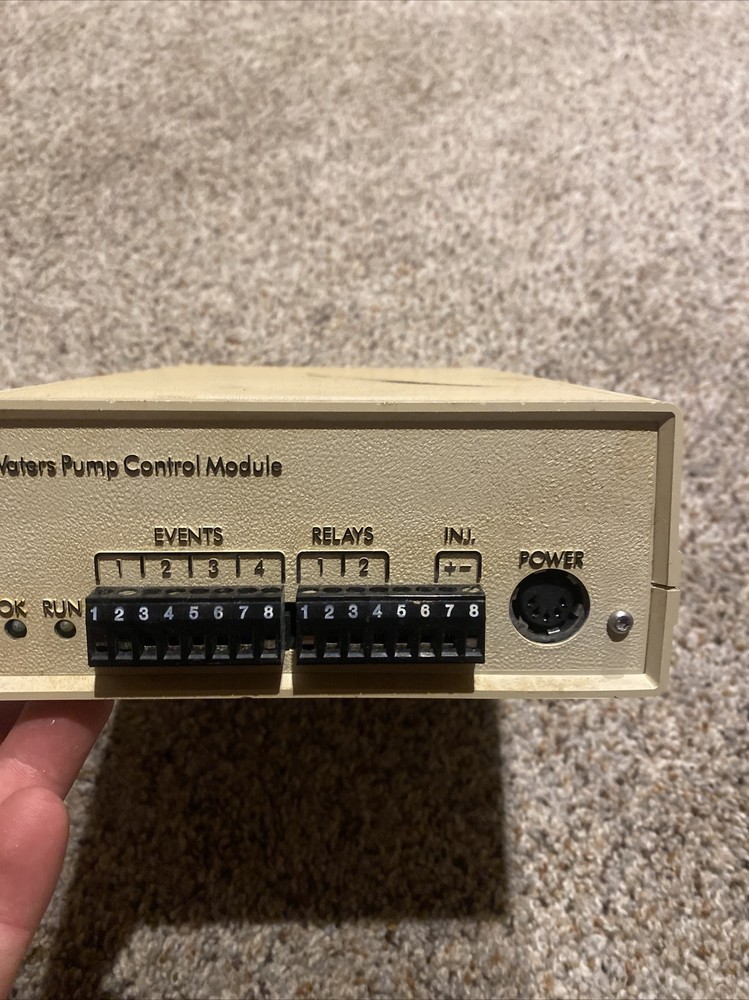 Waters Pump Control Module
EVENTS RELAYS INJ.
1 2 3 4 1 2 + - POWER
OK RUN 1 2 3 4 5 6 7 8 1 2 3 4 5 6 7 8